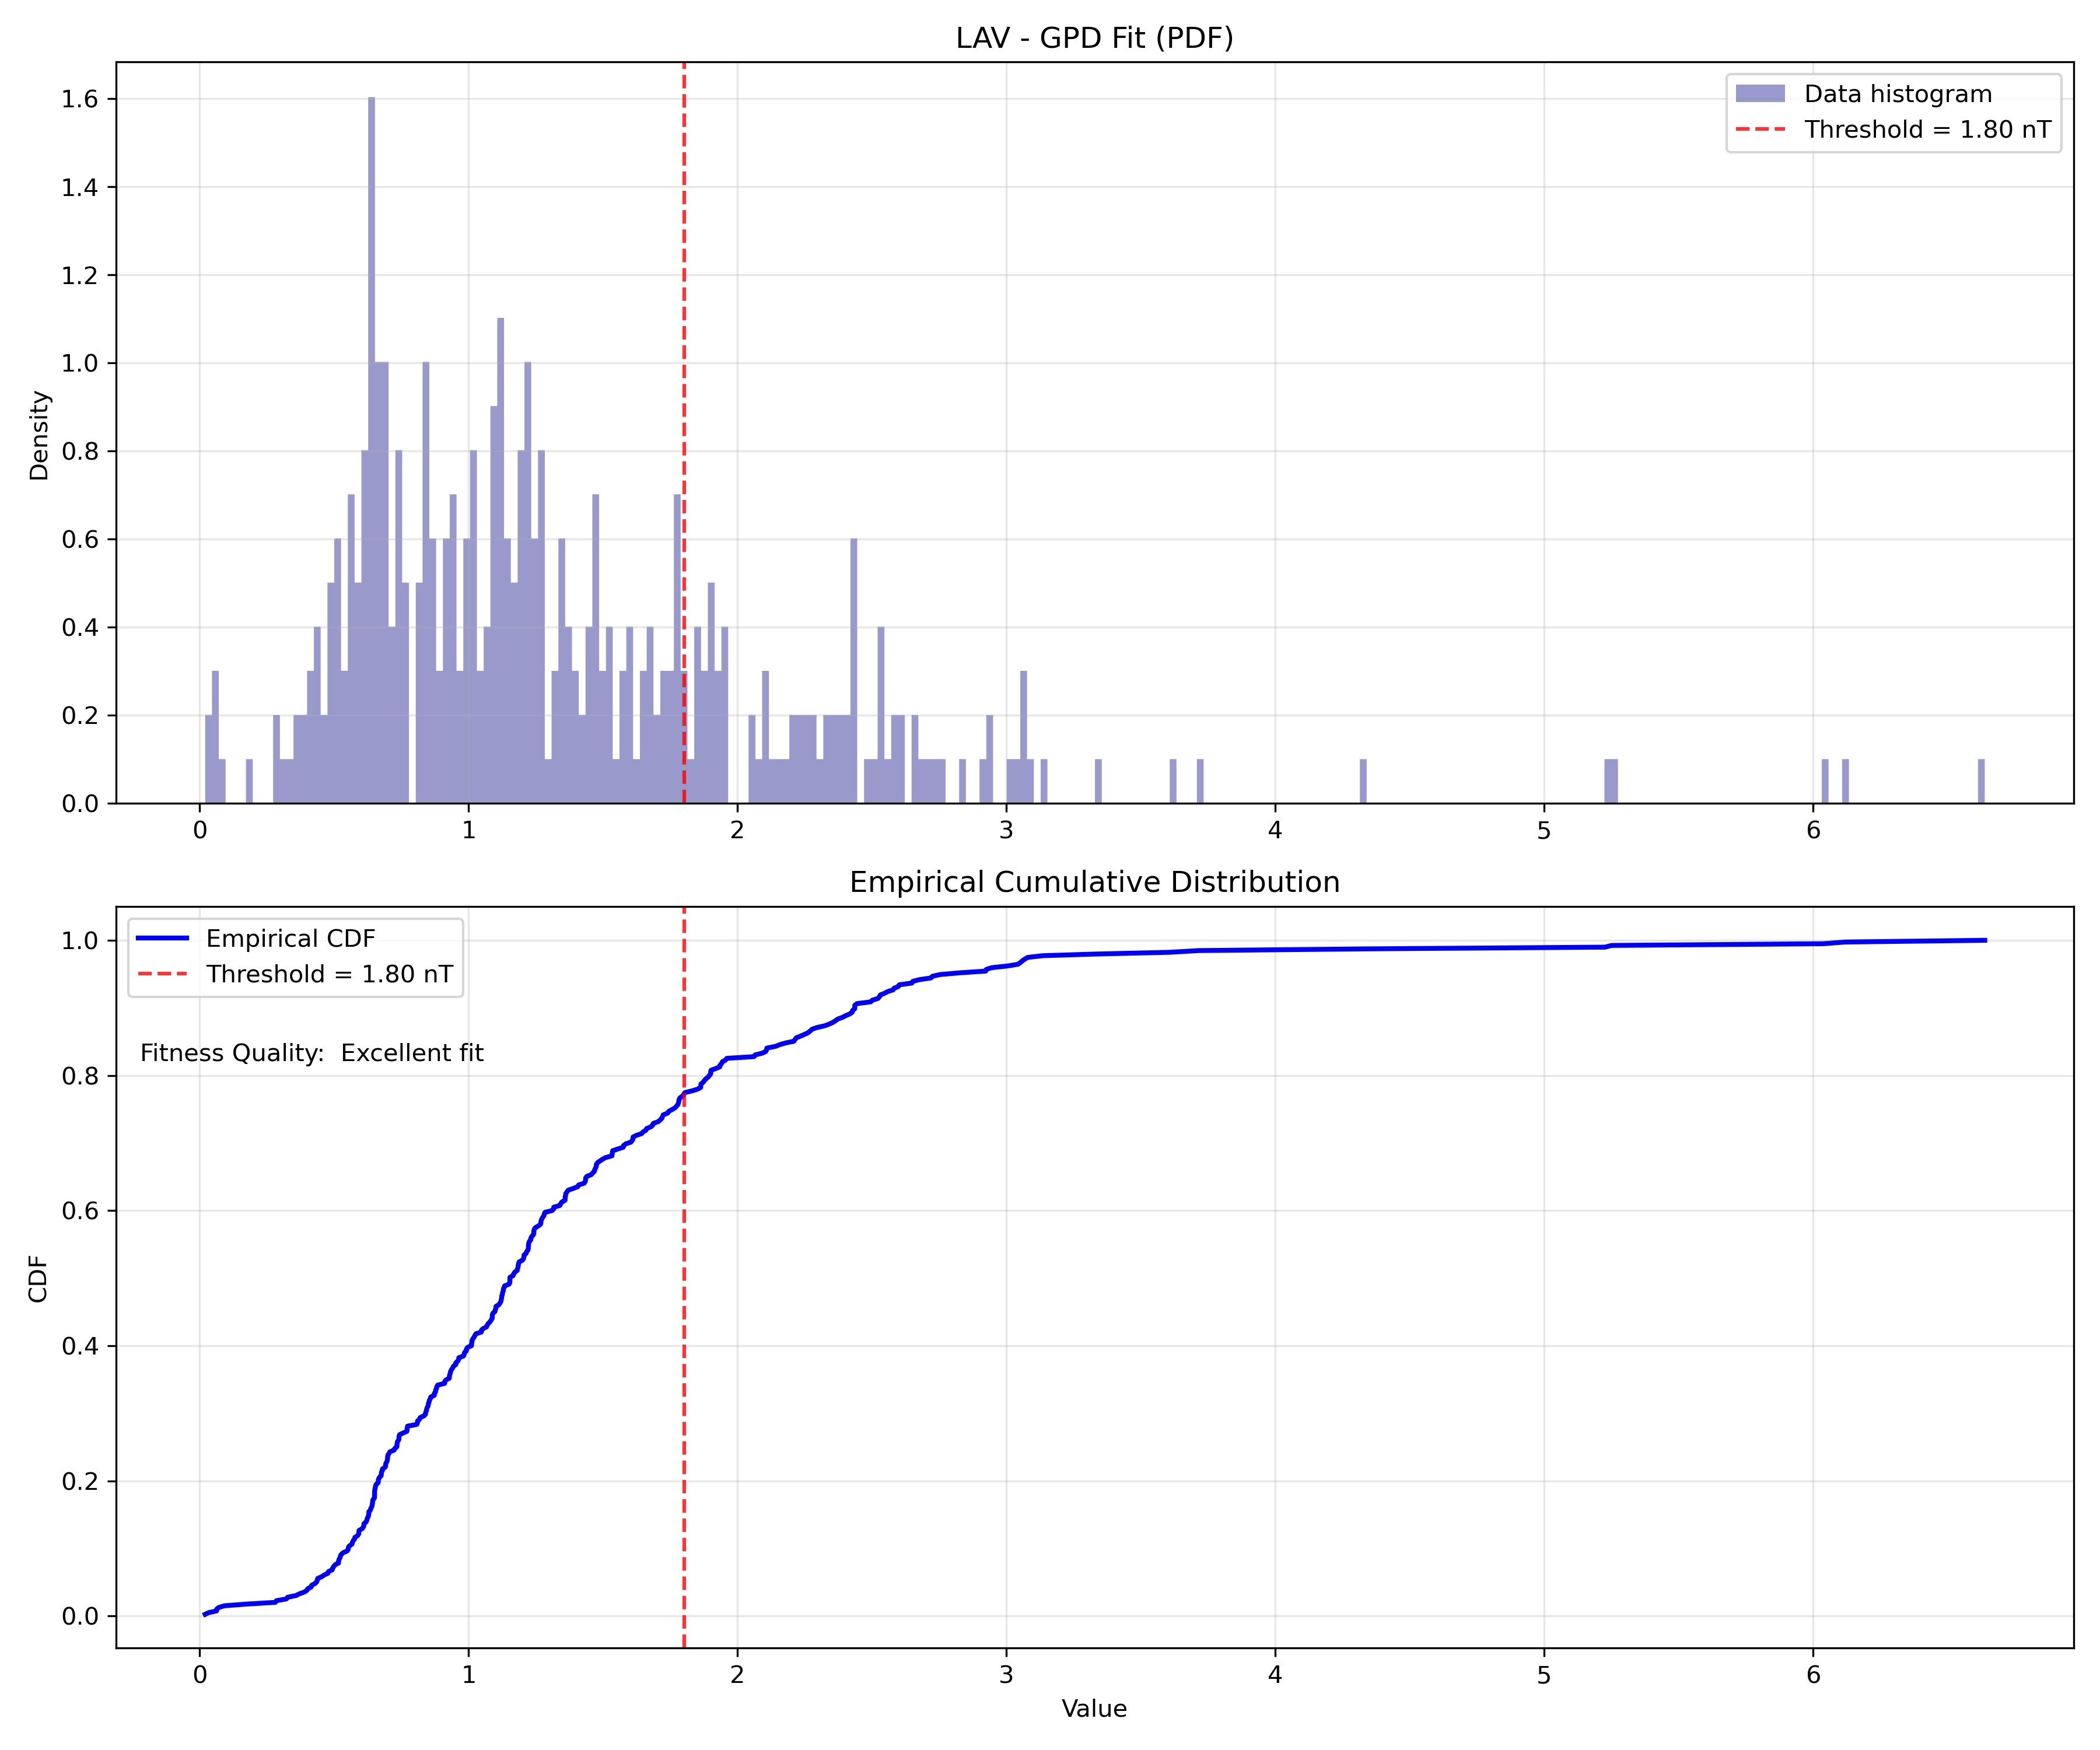 LAV - GPD Fit (PDF)
Density
1.6
1.4
1.2
1.0
0.8
0.6
0.4
0.2
0.0
Data histogram
Threshold = 1.80 nT
0 1 2 3 4 5 6
Empirical Cumulative Distribution
CDF
1.0
0.8
0.6
0.4
0.2
0.0
Empirical CDF
Threshold = 1.80 nT
Fitness Quality:  Excellent fit
0 1 2 3 4 5 6
Value